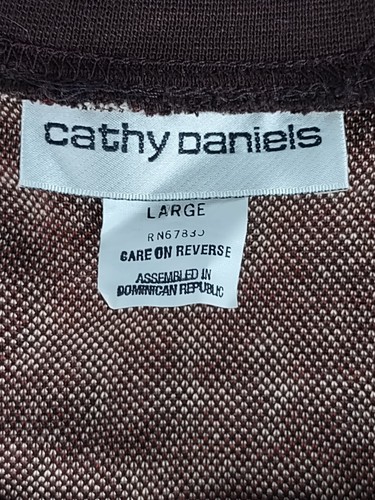 cathy Daniels
LARGE
RN67835
CARE ON REVERSE
ASSEMBLED IN
DOMINICAN REPUBLIC